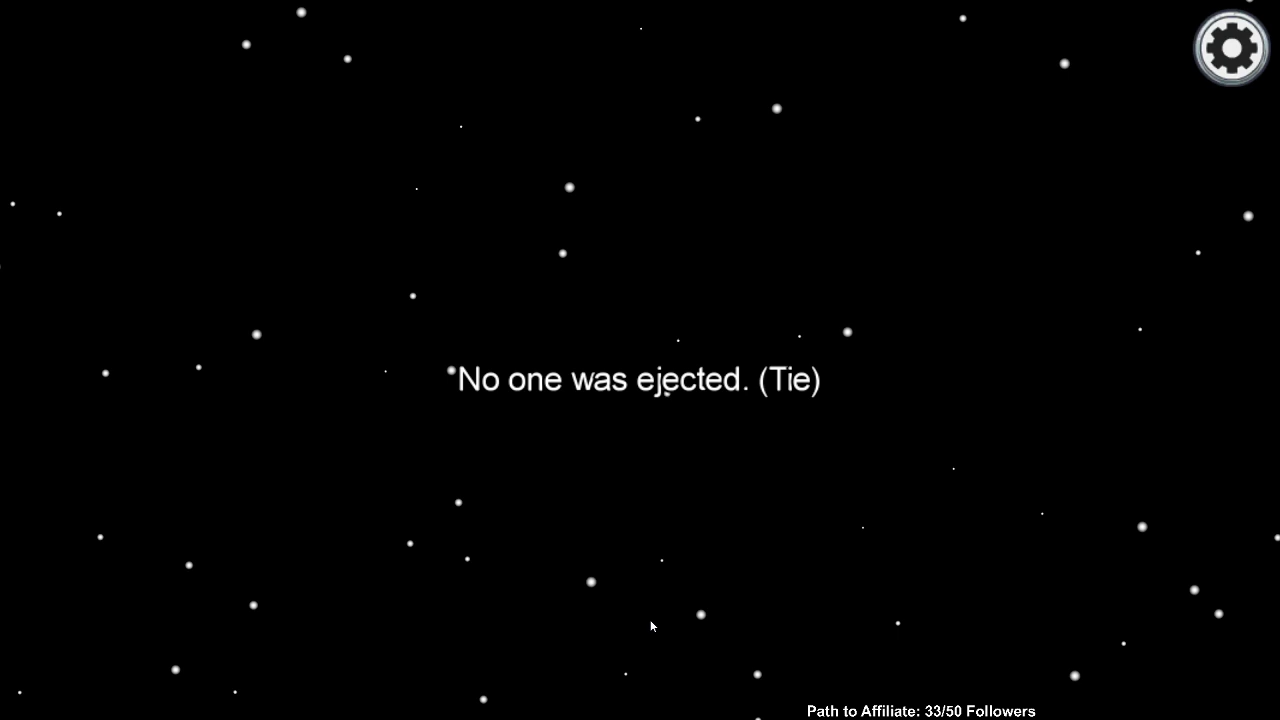 No one was ejected. (Tie)
Path to Affiliate: 33/50 Followers